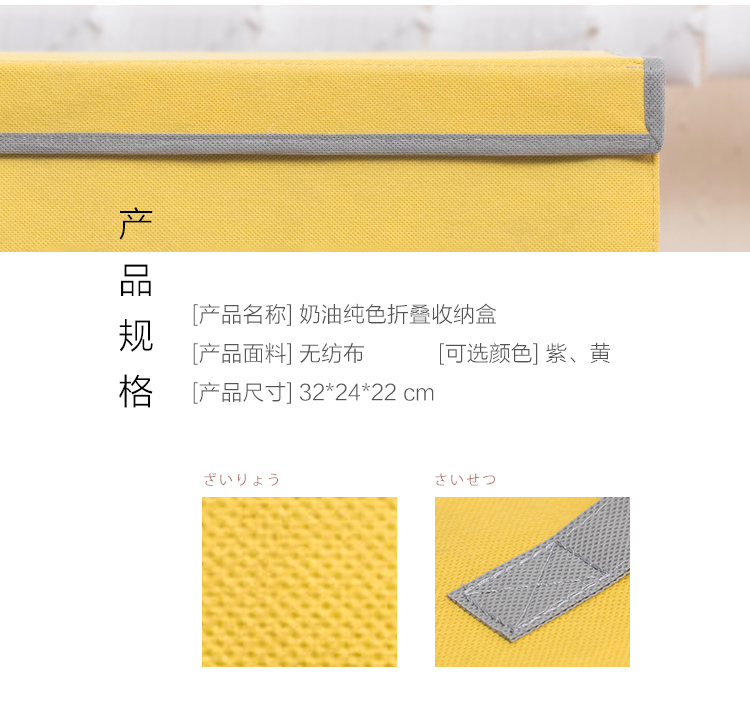 产品规格
[产品名称] 奶油纯色折叠收纳盒
[产品面料] 无纺布 [可选颜色] 紫、黄
[产品尺寸] 32*24*22 cm
ざいりょう
さいせつ